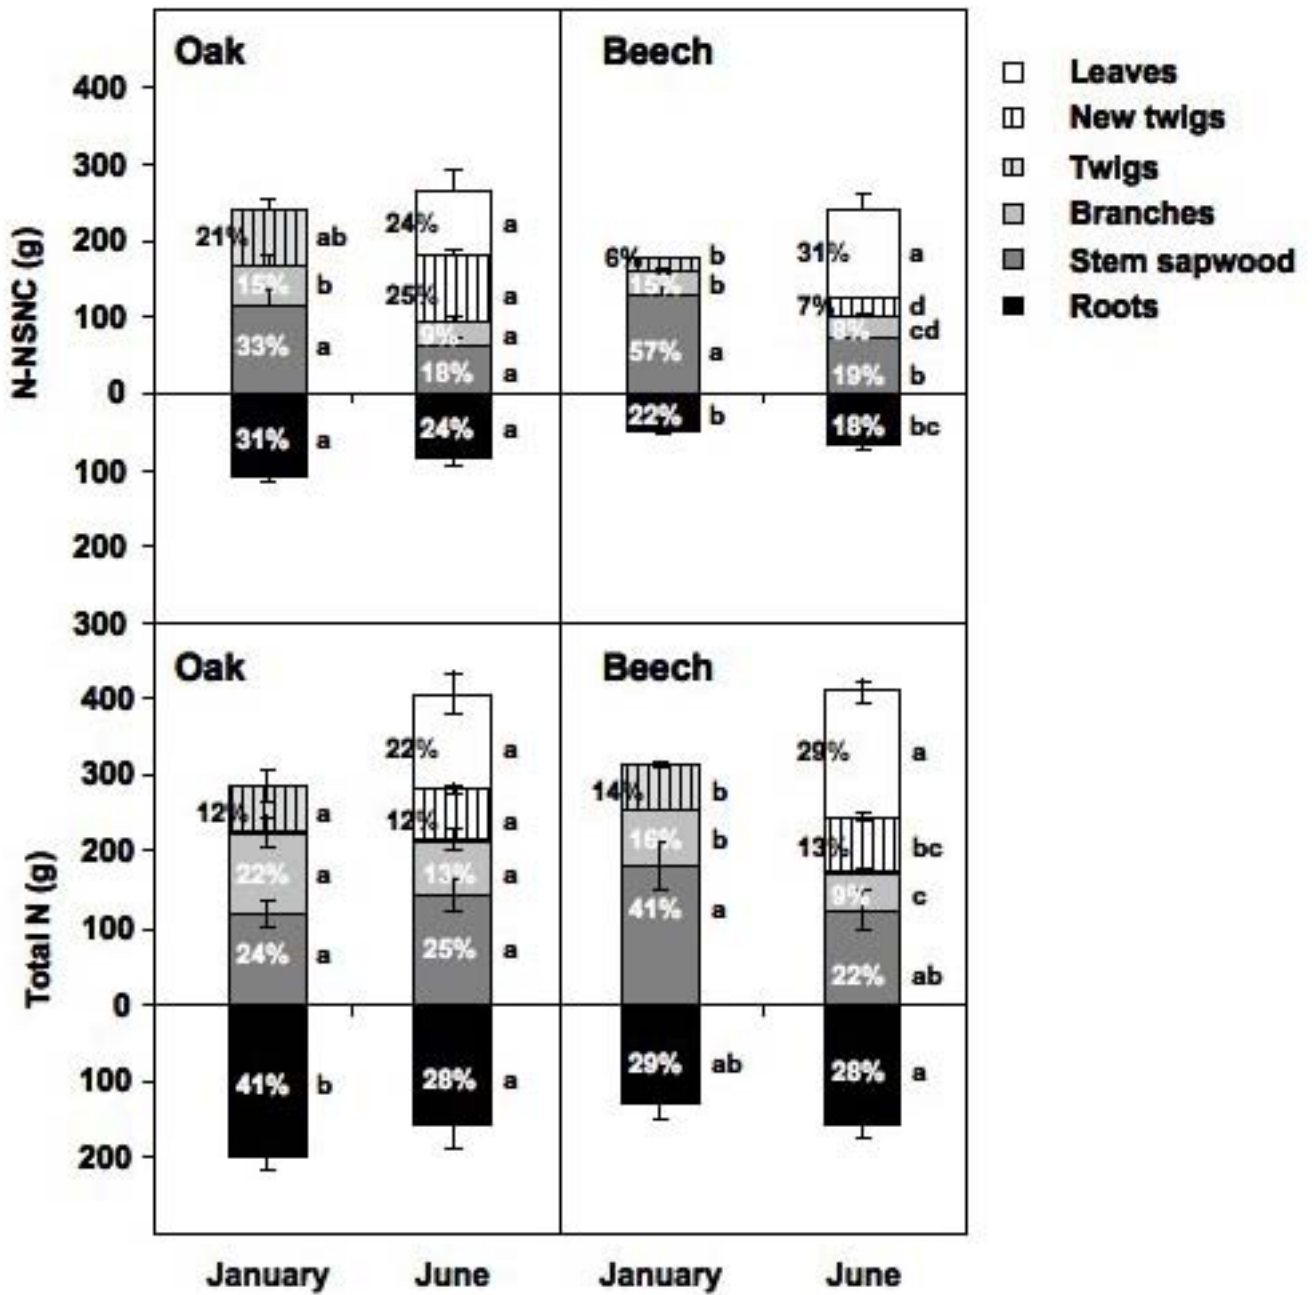 Oak
Beech
Leaves
New twigs
Twigs
Branches
Stem sapwood
Roots
N-NSNC (g)
400
300
200
100
0
100
200
300
21% ab
15% b
33% a
31% a
24% a
25% a
9% a
18% a
24% a
6% b
15% b
57% a
22% b
31% a
7% d
8% cd
19% b
18% bc
Oak
Beech
Total N (g)
400
300
200
100
0
100
200
12% a
22% a
24% a
41% b
22% a
12% a
13% a
25% a
28% a
14% b
16% b
41% a
29% ab
29% a
13% bc
9% c
22% ab
28% a
January June January June